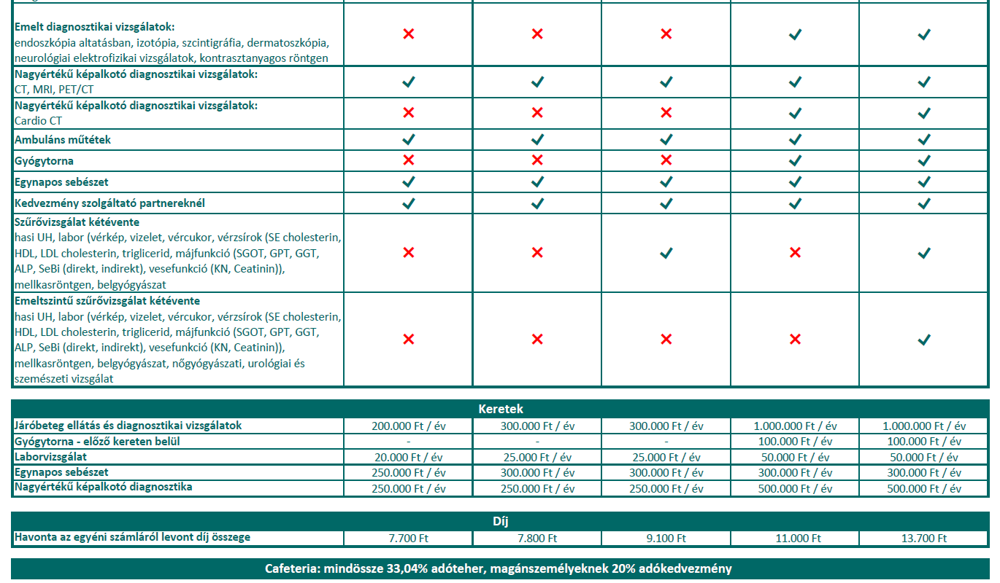 Emelt diagnosztikai vizsgálatok:
endoszkópia altatásban, izotópia, szcintigráfia, dermatoszkópia,
neurológiai elektrofizikai vizsgálatok, kontrasztanyagos röntgen
Nagyértékű képalkotó diagnosztikai vizsgálatok:
CT, MRI, PET/CT
Nagyértékű képalkotó diagnosztikai vizsgálatok:
Cardio CT
Ambuláns műtétek
Gyógytorna
Egynapos sebészet
Kedvezmény szolgáltató partnereknél
Szűrővizsgálat kétévente
hasi UH, labor (vérkép, vizelet, vércukor, vérzsírok (SE cholesterin,
HDL, LDL cholesterin, triglicerid, májfunkció (SGOT, GPT, GGT,
ALP, SeBi (direkt, indirekt), vesefunkció (KN, Ceatinin)),
mellkasröntgen, belgyógyászat
Emeltszintű szűrővizsgálat kétévente
hasi UH, labor (vérkép, vizelet, vércukor, vérzsírok (SE cholesterin,
HDL, LDL cholesterin, triglicerid, májfunkció (SGOT, GPT, GGT,
ALP, SeBi (direkt, indirekt), vesefunkció (KN, Ceatinin)),
mellkasröntgen, belgyógyászat, nőgyógyászati, urológiai és
szemészeti vizsgálat
Keretek
Járóbeteg ellátás és diagnosztikai vizsgálatok 200.000 Ft / év 300.000 Ft / év 300.000 Ft / év 1.000.000 Ft / év 1.000.000 Ft / év
Gyógytorna - előző kereten belül - - - 100.000 Ft / év 100.000 Ft / év
Laborvizsgálat 20.000 Ft / év 25.000 Ft / év 25.000 Ft / év 50.000 Ft / év 50.000 Ft / év
Egynapos sebészet 250.000 Ft / év 300.000 Ft / év 300.000 Ft / év 300.000 Ft / év 300.000 Ft / év
Nagyértékű képalkotó diagnosztika 250.000 Ft / év 250.000 Ft / év 250.000 Ft / év 500.000 Ft / év 500.000 Ft / év
Díj
Havonta az egyéni számláról levont díj összege 7.700 Ft 7.800 Ft 9.100 Ft 11.000 Ft 13.700 Ft
Cafeteria: mindössze 33,04% adóteher, magánszemélyeknek 20% adókedvezmény